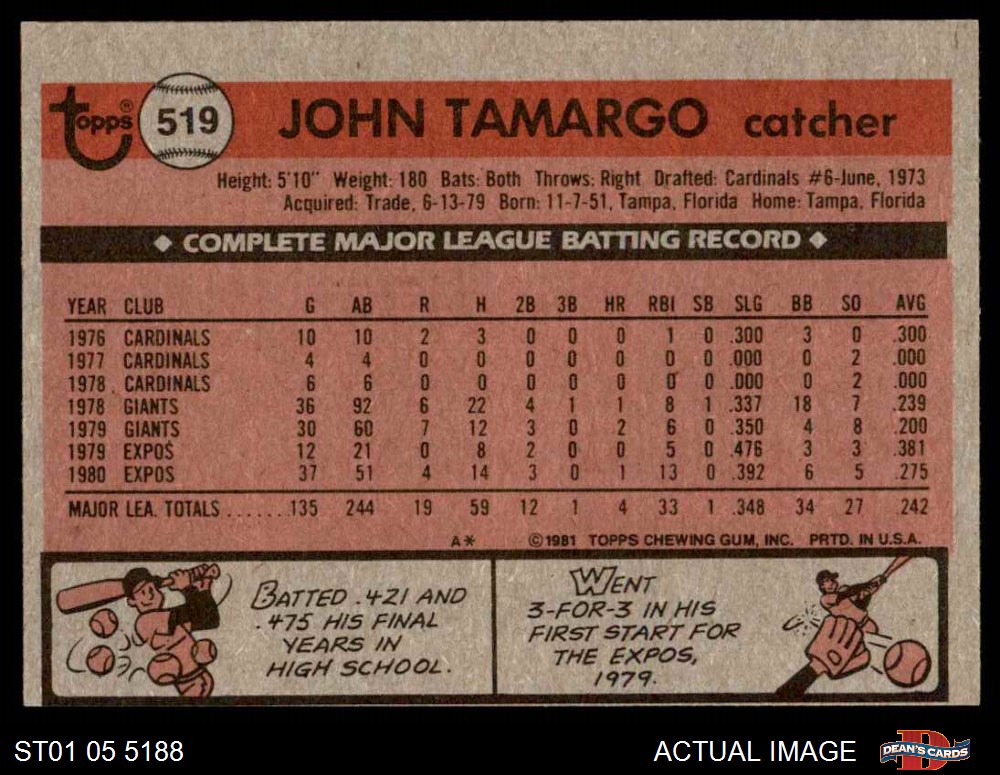 topps® 519 JOHN TAMARGO catcher
Height: 5'10" Weight: 180 Bats: Both Throws: Right Drafted: Cardinals #6-June, 1973
Acquired: Trade, 6-13-79 Born: 11-7-51, Tampa, Florida Home: Tampa, Florida
◆ COMPLETE MAJOR LEAGUE BATTING RECORD ◆
YEAR CLUB G AB R H 2B 3B HR RBI SB SLG BB SO AVG
1976 CARDINALS 10 10 2 3 0 0 0 1 0 .300 3 0 .300
1977 CARDINALS 4 4 0 0 0 0 0 0 0 .000 0 2 .000
1978 CARDINALS 6 6 0 0 0 0 0 0 0 .000 0 2 .000
1978 GIANTS 36 92 6 22 4 1 1 8 1 .337 18 7 .239
1979 GIANTS 30 60 7 12 3 0 2 6 0 .350 4 8 .200
1979 EXPOS 12 21 0 8 2 0 0 5 0 .476 3 3 .381
1980 EXPOS 37 51 4 14 3 0 1 13 0 .392 6 5 .275
MAJOR LEA. TOTALS ...... 135 244 19 59 12 1 4 33 1 .348 34 27 .242
A* ©1981 TOPPS CHEWING GUM, INC. PRTD. IN U.S.A.
BATTED .421 AND
.475 HIS FINAL
YEARS IN
HIGH SCHOOL.
WENT
3-FOR-3 IN HIS
FIRST START FOR
THE EXPOS,
1979.
ST01 05 5188 ACTUAL IMAGE DEAN'S CARDS